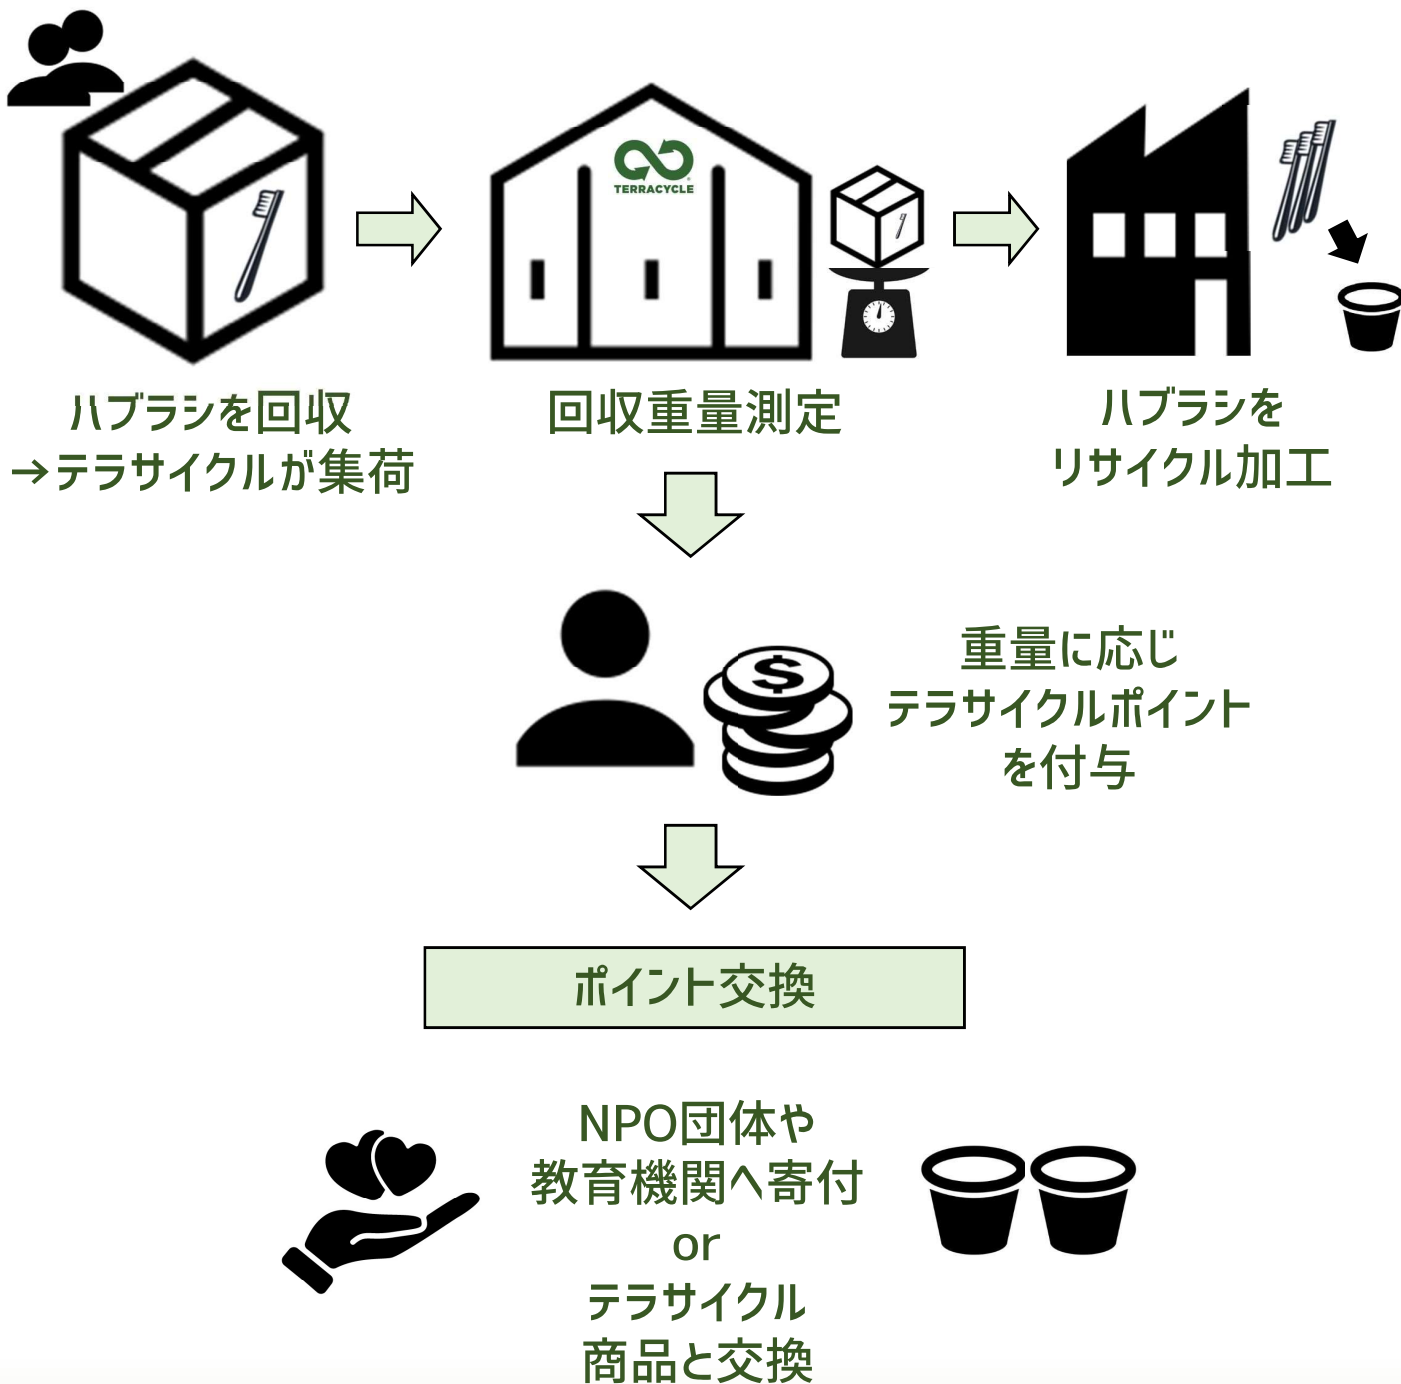 TERRACYCLE
ハブラシを回収
→テラサイクルが集荷
回収重量測定
ハブラシを
リサイクル加工
$
重量に応じ
テラサイクルポイント
を付与
ポイント交換
NPO団体や
教育機関へ寄付
or
テラサイクル
商品と交換